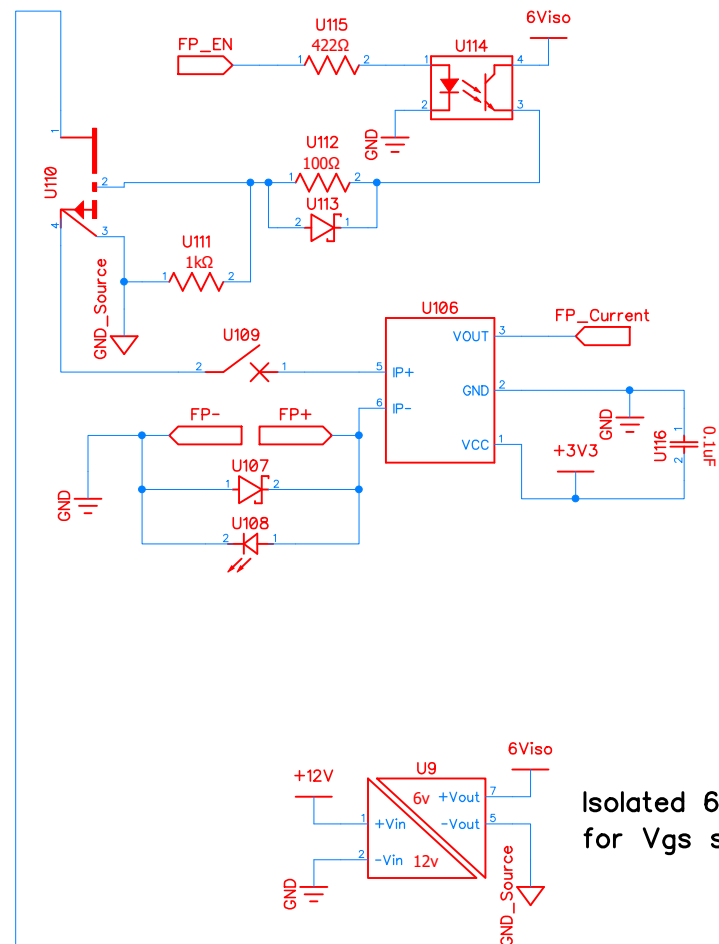 6Viso
U115
FP_EN
422Ω
U114
1
2
1
4
2
3
GND
1
U112
100Ω
U110
2
1
2
U113
4
3
2
1
U111
1kΩ
1
2
GND_Source
U106
FP_Current
VOUT
3
U109
2
1
5
IP+
GND
2
6
IP-
FP-
FP+
GND
1
U116
0.1uF
2
VCC
1
+3V3
U107
1
2
GND
U108
2
1
6Viso
U9
+12V
6v
+Vout
7
1
+Vin
-Vout
5
2
-Vin
12v
Isolated 6
for Vgs s
GND
GND_Source